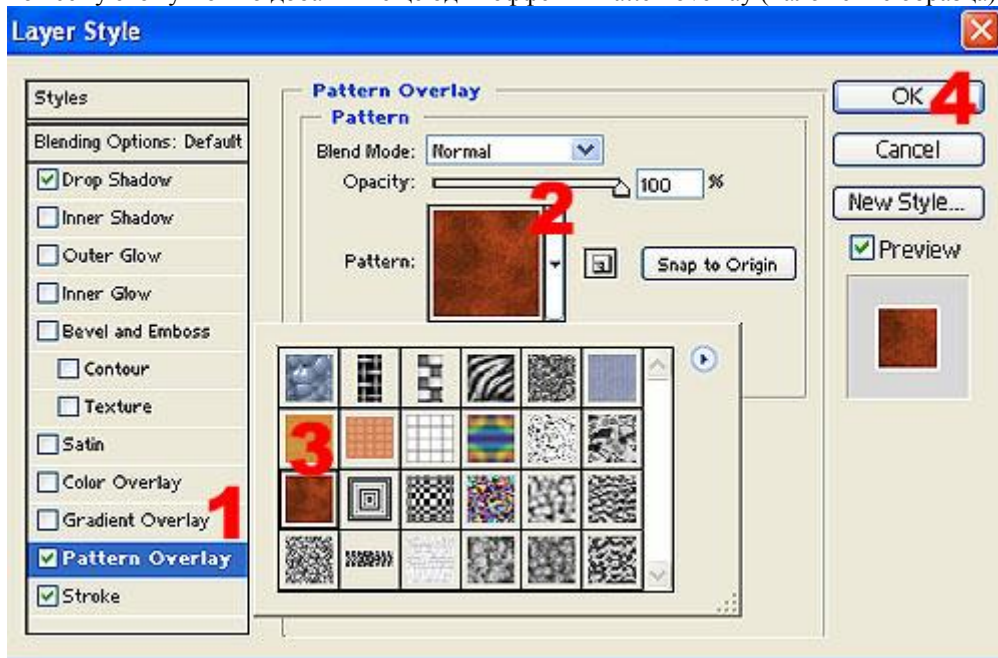 Layer Style
Styles
Blending Options: Default
Drop Shadow
Inner Shadow
Outer Glow
Inner Glow
Bevel and Emboss
Contour
Texture
Satin
Color Overlay
Gradient Overlay
1
Pattern Overlay
Stroke
Pattern Overlay
Pattern
Blend Mode: Normal
Opacity: 100 %
2
Pattern:
Snap to Origin
3
OK
4
Cancel
New Style...
Preview